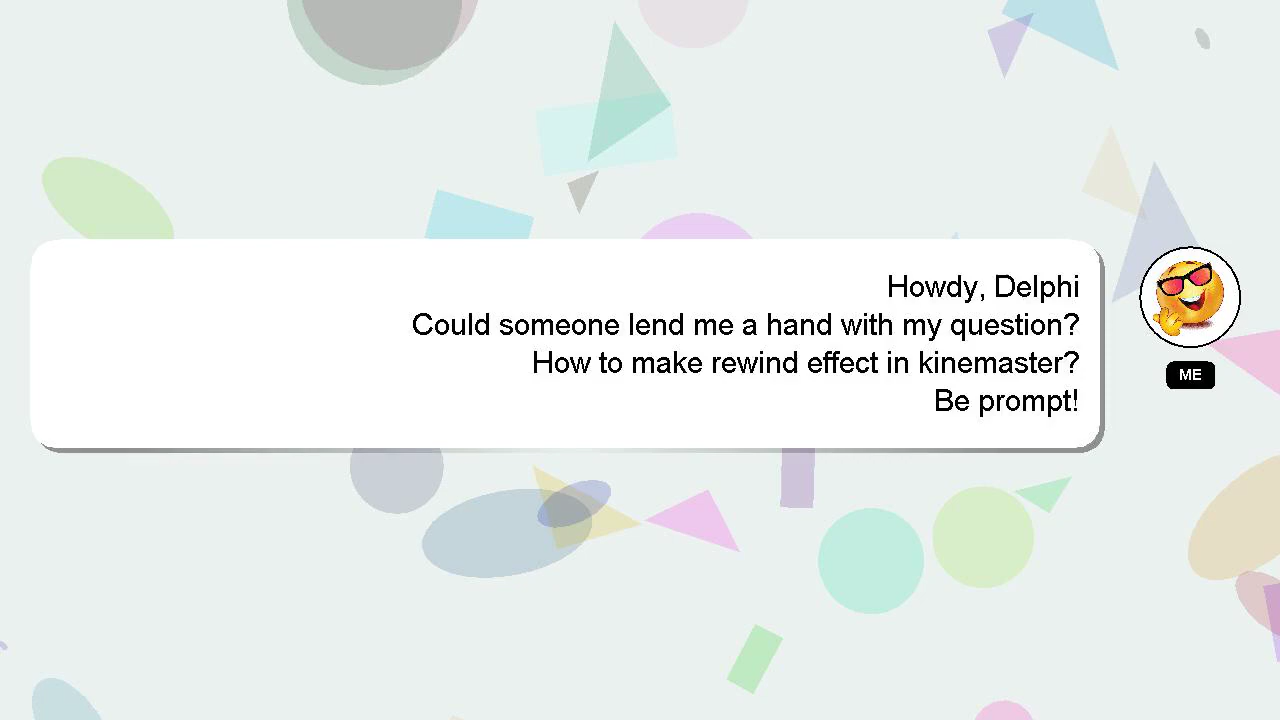 Howdy, Delphi
Could someone lend me a hand with my question?
How to make rewind effect in kinemaster?
Be prompt!
ME